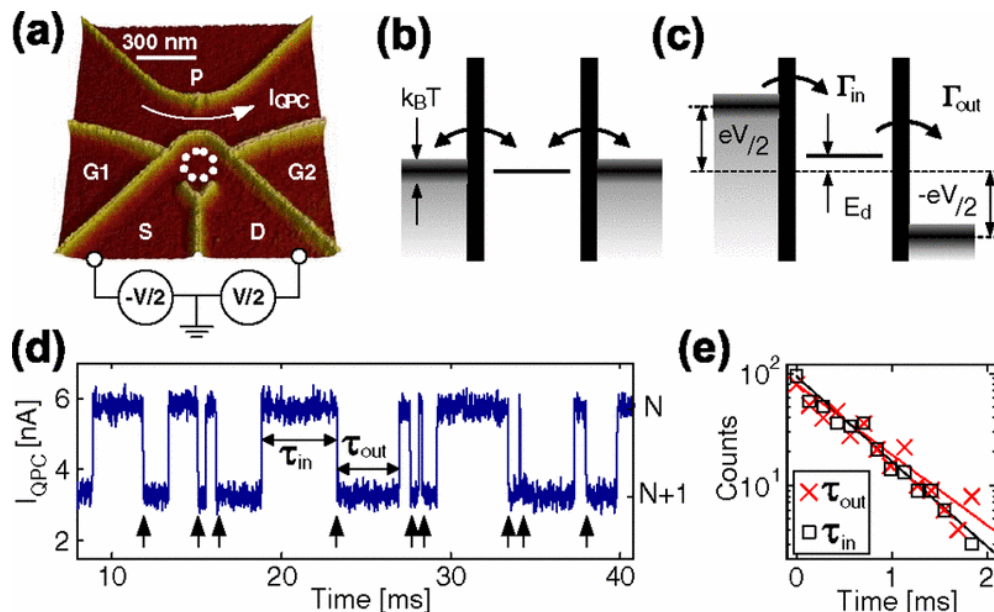 (a)
300 nm
P
I_QPC
G1
G2
S
D
-V/2
V/2
(b)
k_BT
(c)
Γ_in
Γ_out
eV/2
E_d
-eV/2
(d)
I_QPC [nA]
6
4
2
N
N+1
τ_in
τ_out
10
20
30
40
Time [ms]
(e)
Counts
10^2
10^1
τ_out
τ_in
0
1
2
Time [ms]